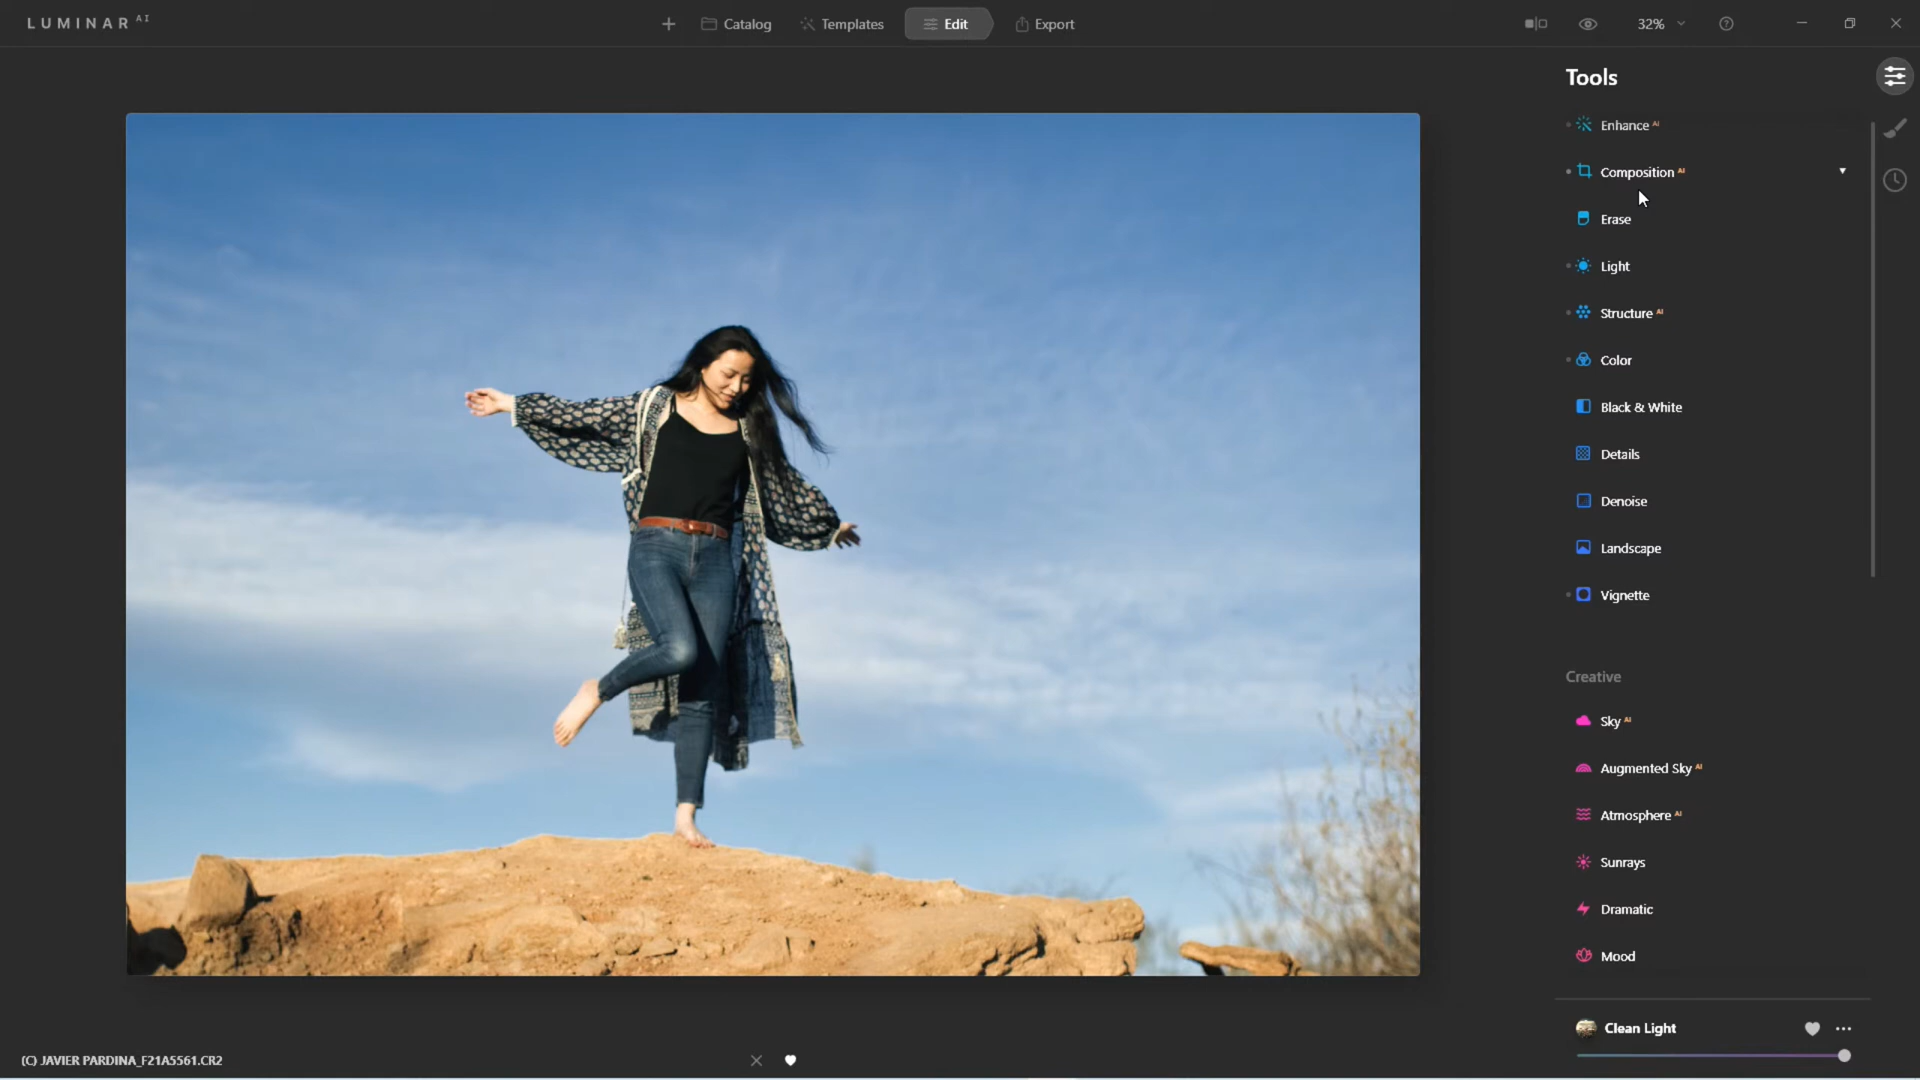 LUMINAR AI
Catalog
Templates
Edit
Export
32%
Tools
Enhance AI
Composition AI
Erase
Light
Structure AI
Color
Black & White
Details
Denoise
Landscape
Vignette
Creative
Sky AI
Augmented Sky AI
Atmosphere AI
Sunrays
Dramatic
Mood
Clean Light
(C) JAVIER PARDINA_F21A5561.CR2